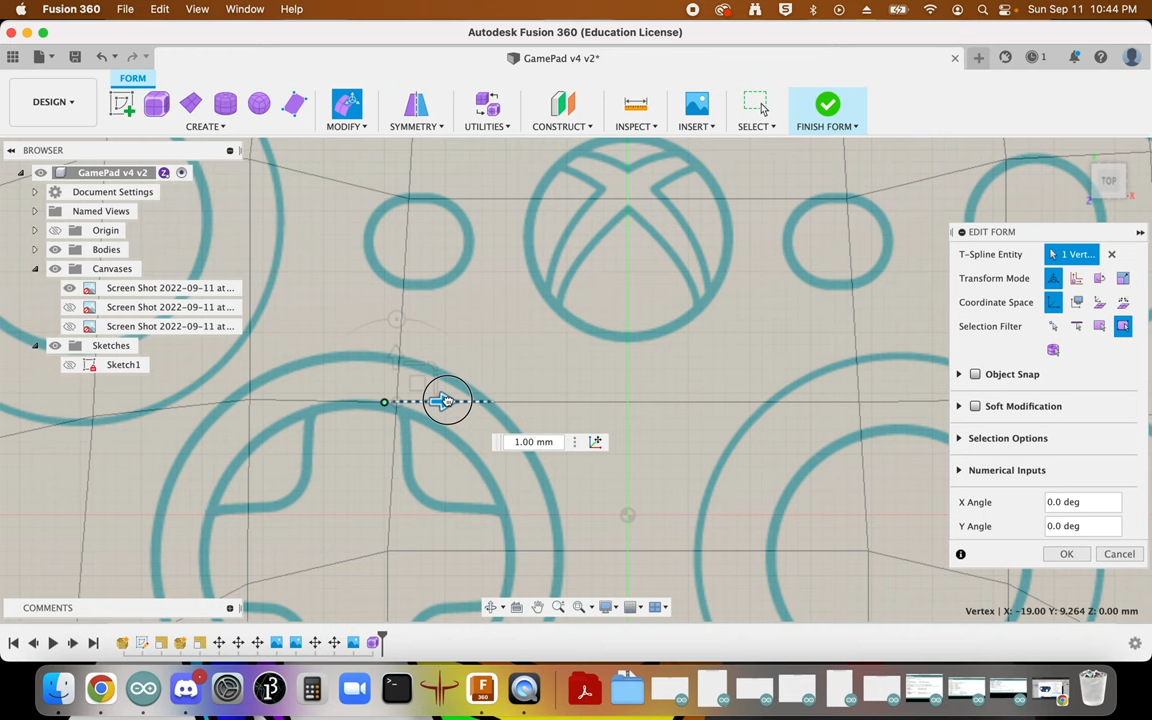 Fusion 360 File Edit View Window Help Sun Sep 11 10:44 PM
Autodesk Fusion 360 (Education License)
GamePad v4 v2* 1
FORM
DESIGN
CREATE MODIFY SYMMETRY UTILITIES CONSTRUCT INSPECT INSERT SELECT FINISH FORM
BROWSER
GamePad v4 v2
Document Settings
Named Views
Origin
Bodies
Canvases
Screen Shot 2022-09-11 at...
Screen Shot 2022-09-11 at...
Screen Shot 2022-09-11 at...
Sketches
Sketch1
TOP
X
Z
EDIT FORM
T-Spline Entity 1 Vert...
Transform Mode
Coordinate Space
Selection Filter
Object Snap
Soft Modification
Selection Options
Numerical Inputs
X Angle 0.0 deg
Y Angle 0.0 deg
OK Cancel
1.00 mm
COMMENTS
Vertex | X: -19.00 Y: 9.264 Z: 0.00 mm